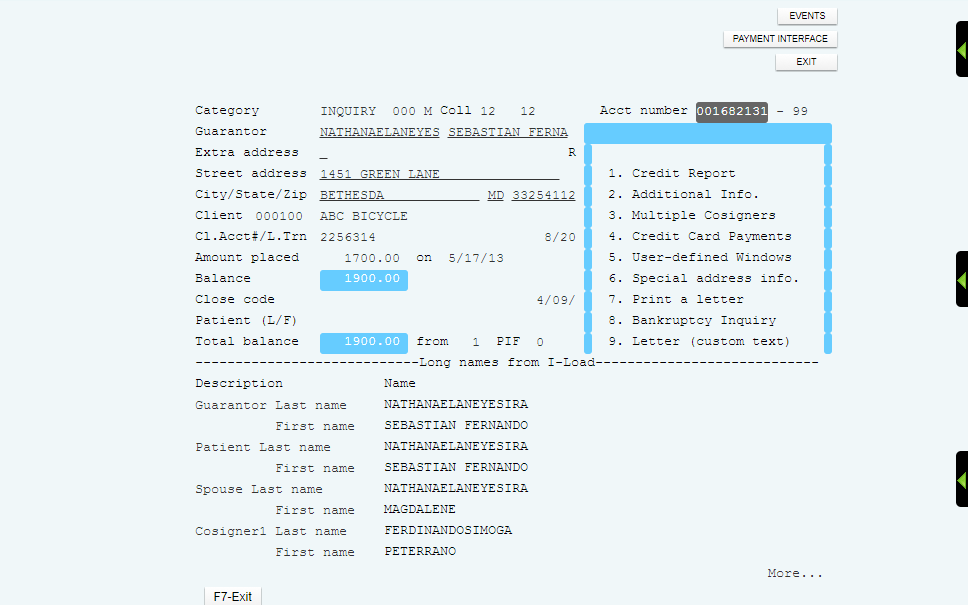 EVENTS
PAYMENT INTERFACE
EXIT
Category INQUIRY 000 M Coll 12 12 Acct number 001682131 - 99
Guarantor NATHANAELANEYES SEBASTIAN FERNA
Extra address _ R
Street address 1451 GREEN LANE 1. Credit Report
City/State/Zip BETHESDA MD 33254112 2. Additional Info.
Client 000100 ABC BICYCLE 3. Multiple Cosigners
Cl.Acct#/L.Trn 2256314 8/20 4. Credit Card Payments
Amount placed 1700.00 on 5/17/13 5. User-defined Windows
Balance 1900.00 6. Special address info.
Close code 4/09/ 7. Print a letter
Patient (L/F) 8. Bankruptcy Inquiry
Total balance 1900.00 from 1 PIF 0 9. Letter (custom text)
----------------------------Long names from I-Load----------------------------
Description Name
Guarantor Last name NATHANAELANEYESIRA
First name SEBASTIAN FERNANDO
Patient Last name NATHANAELANEYESIRA
First name SEBASTIAN FERNANDO
Spouse Last name NATHANAELANEYESIRA
First name MAGDALENE
Cosigner1 Last name FERDINANDOSIMOGA
First name PETERRANO
More...
F7-Exit